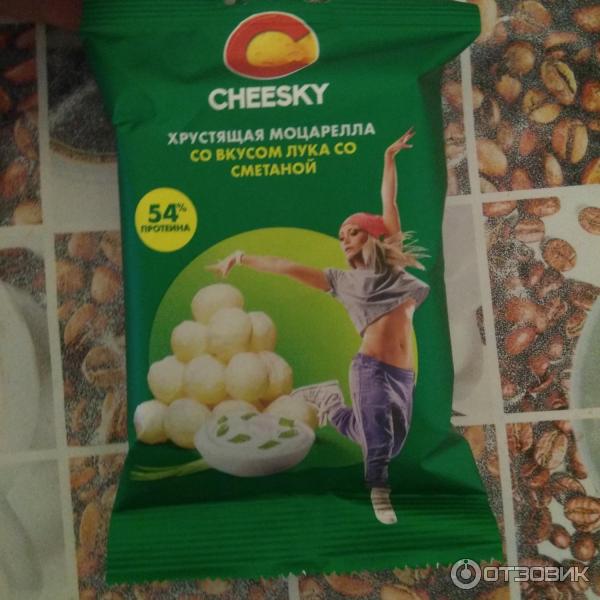 CHEESKY
ХРУСТЯЩАЯ МОЦАРЕЛЛА
СО ВКУСОМ ЛУКА СО
СМЕТАНОЙ
54%
ПРОТЕИНА
ОТЗОВИК